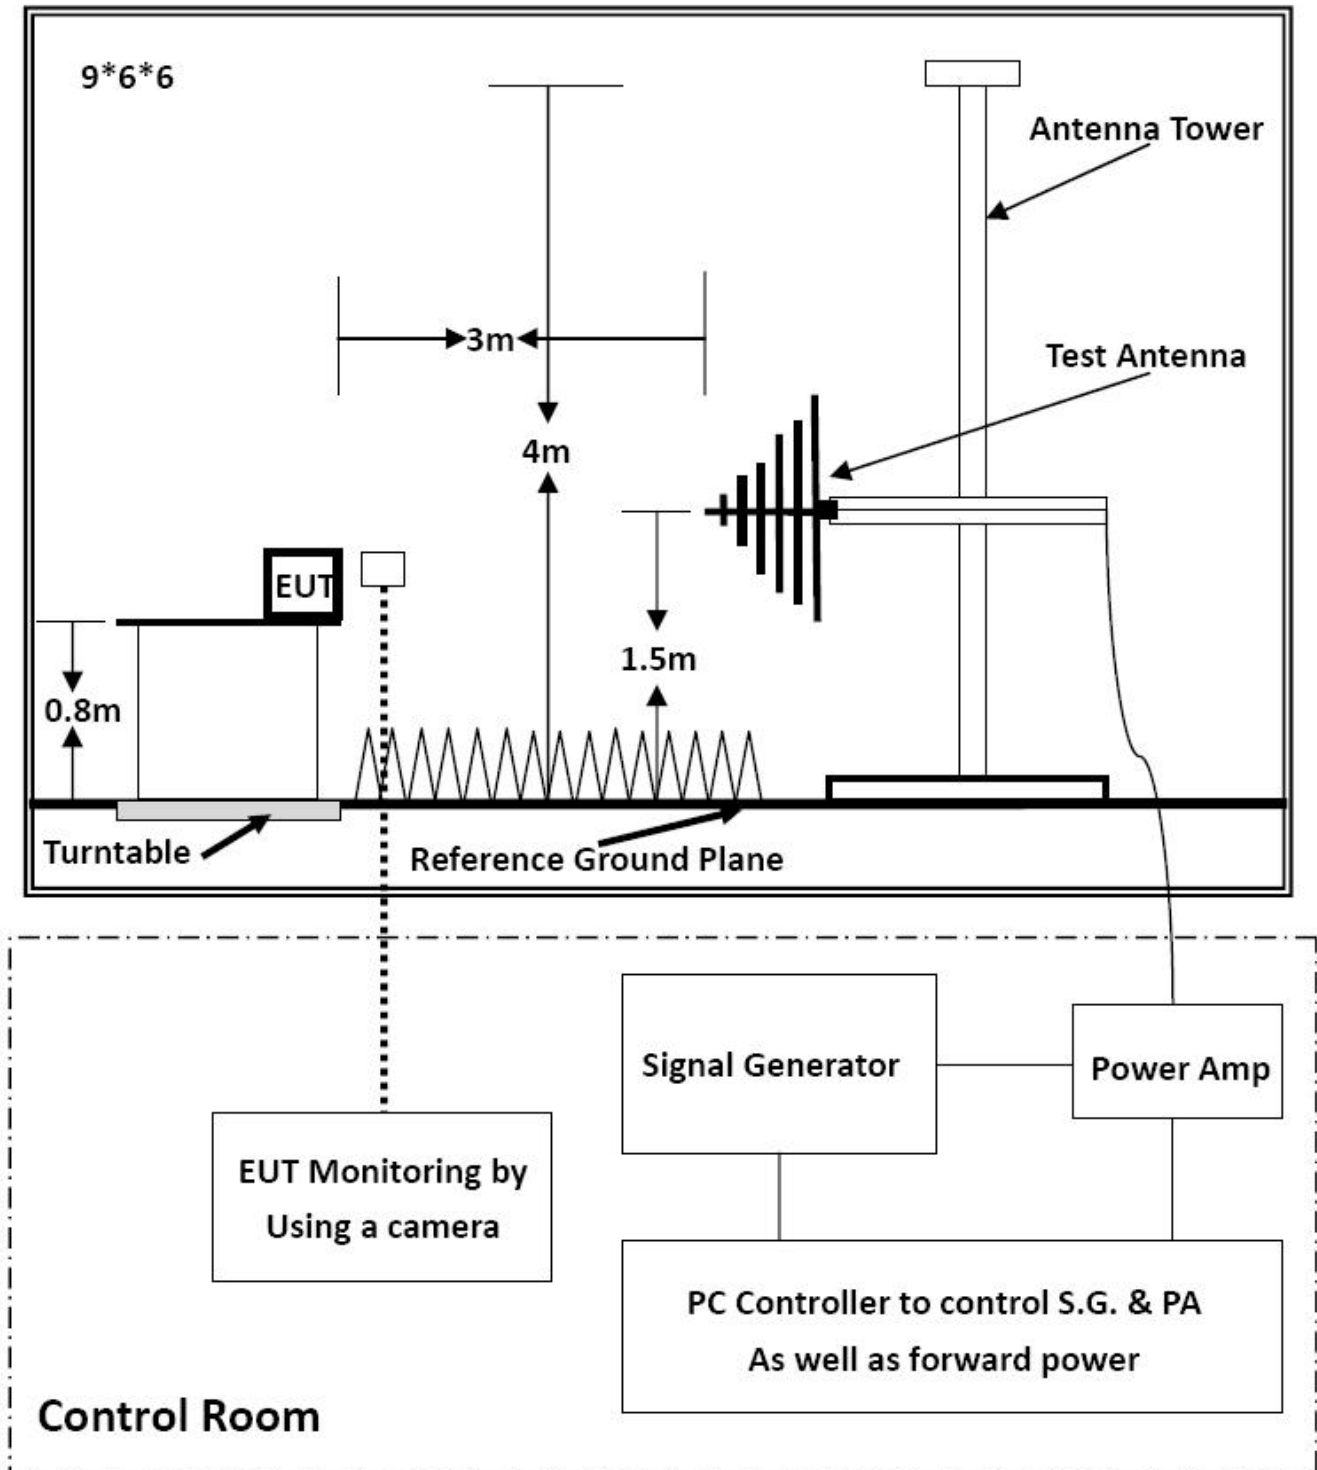 9*6*6
Antenna Tower
3m
Test Antenna
4m
EUT
1.5m
0.8m
Turntable
Reference Ground Plane
Signal Generator
Power Amp
EUT Monitoring by
Using a camera
PC Controller to control S.G. & PA
As well as forward power
Control Room